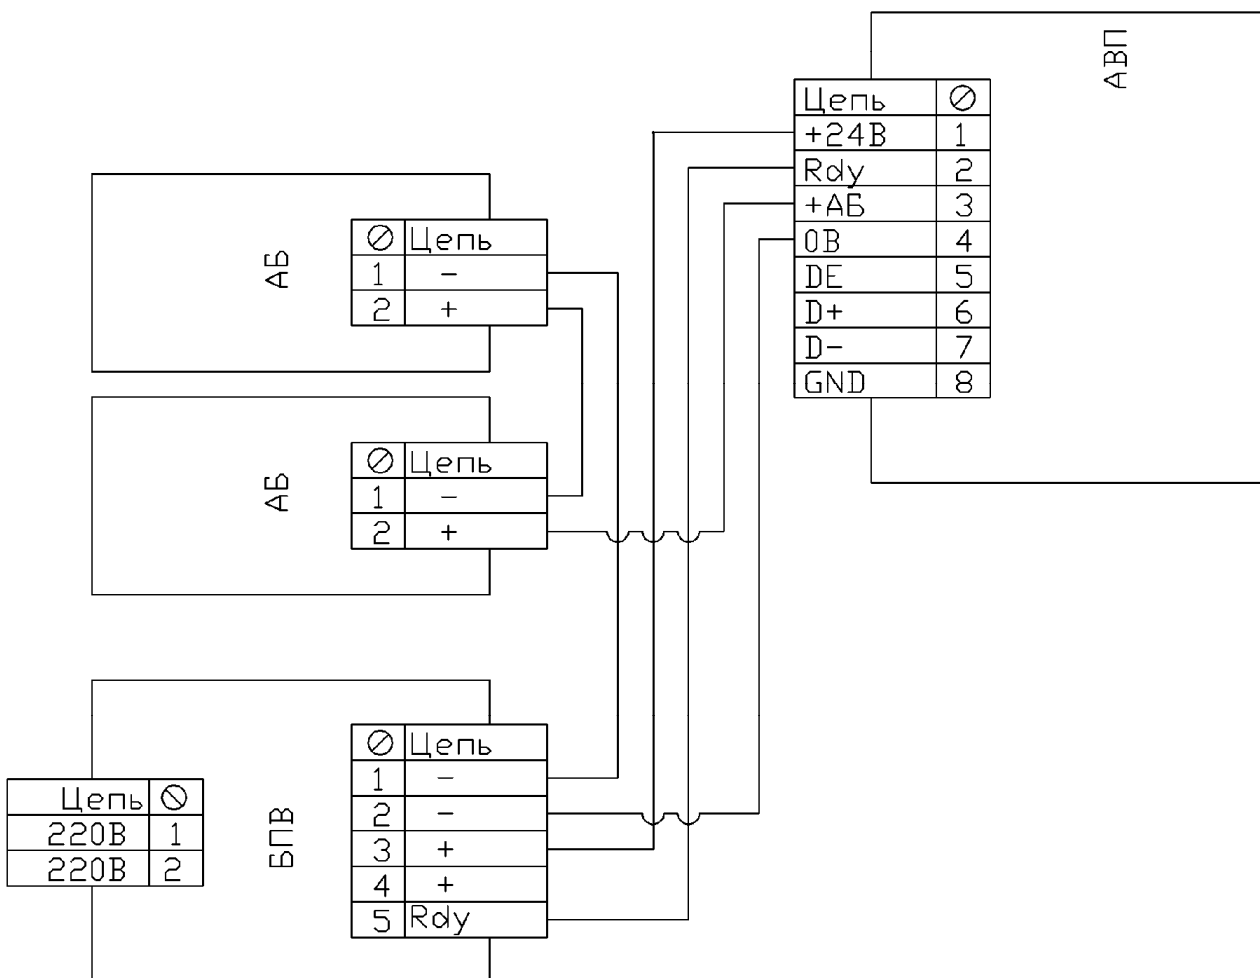 АВП
Цепь
+24В 1
Rdy 2
+АБ 3
0В 4
DE 5
D+ 6
D- 7
GND 8
АБ
Цепь
1 -
2 +
АБ
Цепь
1 -
2 +
БПВ
Цепь
1 -
2 -
3 +
4 +
5 Rdy
Цепь
220В 1
220В 2